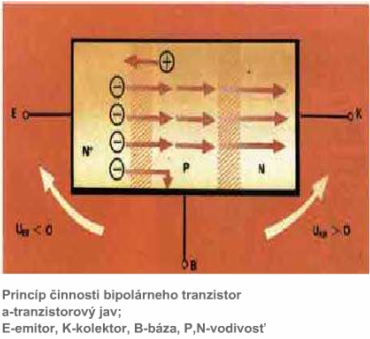 E
K
N⁺
P
N
U_EB < 0
U_KB > 0
B
Princíp činnosti bipolárneho tranzistor
a-tranzistorový jav;
E-emitor, K-kolektor, B-báza, P,N-vodivosť